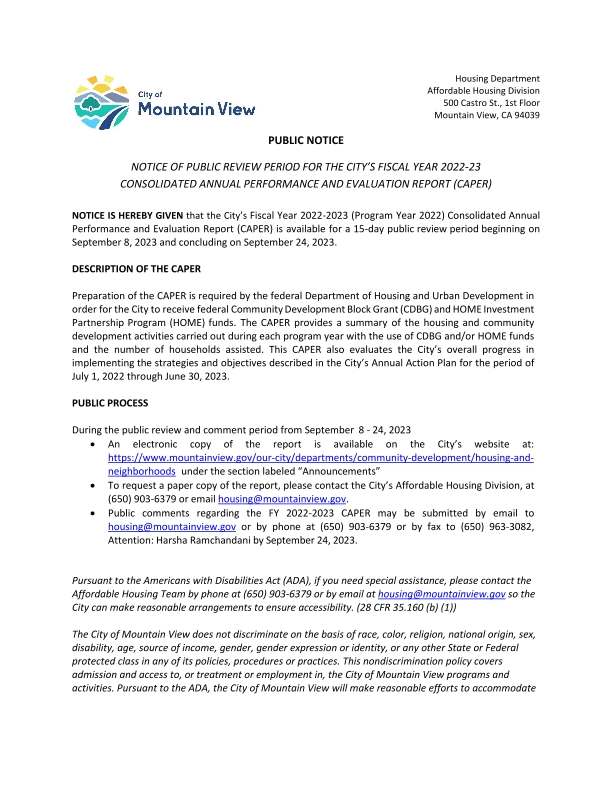 City of
Mountain View
Housing Department
Affordable Housing Division
500 Castro St., 1st Floor
Mountain View, CA 94039
PUBLIC NOTICE
NOTICE OF PUBLIC REVIEW PERIOD FOR THE CITY'S FISCAL YEAR 2022-23
CONSOLIDATED ANNUAL PERFORMANCE AND EVALUATION REPORT (CAPER)
NOTICE IS HEREBY GIVEN that the City's Fiscal Year 2022-2023 (Program Year 2022) Consolidated Annual
Performance and Evaluation Report (CAPER) is available for a 15-day public review period beginning on
September 8, 2023 and concluding on September 24, 2023.
DESCRIPTION OF THE CAPER
Preparation of the CAPER is required by the federal Department of Housing and Urban Development in
order for the City to receive federal Community Development Block Grant (CDBG) and HOME Investment
Partnership Program (HOME) funds. The CAPER provides a summary of the housing and community
development activities carried out during each program year with the use of CDBG and/or HOME funds
and the number of households assisted. This CAPER also evaluates the City's overall progress in
implementing the strategies and objectives described in the City's Annual Action Plan for the period of
July 1, 2022 through June 30, 2023.
PUBLIC PROCESS
During the public review and comment period from September 8 - 24, 2023
• An electronic copy of the report is available on the City's website at:
https://www.mountainview.gov/our-city/departments/community-development/housing-and-
neighborhoods under the section labeled "Announcements"
• To request a paper copy of the report, please contact the City's Affordable Housing Division, at
(650) 903-6379 or email housing@mountainview.gov.
• Public comments regarding the FY 2022-2023 CAPER may be submitted by email to
housing@mountainview.gov or by phone at (650) 903-6379 or by fax to (650) 963-3082,
Attention: Harsha Ramchandani by September 24, 2023.
Pursuant to the Americans with Disabilities Act (ADA), if you need special assistance, please contact the
Affordable Housing Team by phone at (650) 903-6379 or by email at housing@mountainview.gov so the
City can make reasonable arrangements to ensure accessibility. (28 CFR 35.160 (b) (1))
The City of Mountain View does not discriminate on the basis of race, color, religion, national origin, sex,
disability, age, source of income, gender, gender expression or identity, or any other State or Federal
protected class in any of its policies, procedures or practices. This nondiscrimination policy covers
admission and access to, or treatment or employment in, the City of Mountain View programs and
activities. Pursuant to the ADA, the City of Mountain View will make reasonable efforts to accommodate